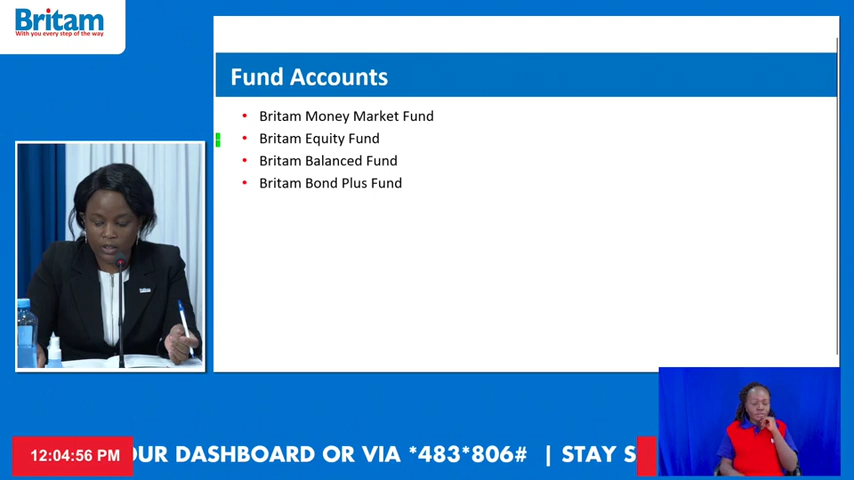 Britam
With you every step of the way
Fund Accounts
• Britam Money Market Fund
• Britam Equity Fund
• Britam Balanced Fund
• Britam Bond Plus Fund
12:04:56 PM
OUR DASHBOARD OR VIA *483*806# | STAY S